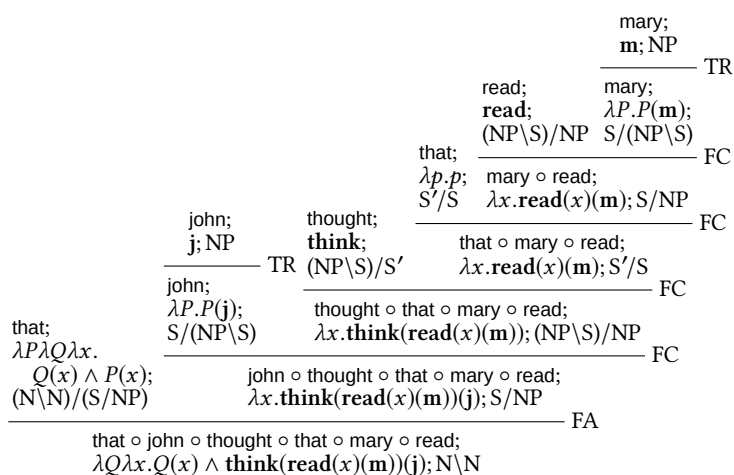 mary;
m; NP
TR
read;
read;
(NP\S)/NP
mary;
λP.P(m);
S/(NP\S)
FC
that;
λp.p;
S′/S
mary ∘ read;
λx.read(x)(m); S/NP
FC
john;
j; NP
TR
thought;
think;
(NP\S)/S′
that ∘ mary ∘ read;
λx.read(x)(m); S′/S
FC
john;
λP.P(j);
S/(NP\S)
thought ∘ that ∘ mary ∘ read;
λx.think(read(x)(m)); (NP\S)/NP
FC
that;
λPλQλx.
Q(x) ∧ P(x);
(N\N)/(S/NP)
john ∘ thought ∘ that ∘ mary ∘ read;
λx.think(read(x)(m))(j); S/NP
FA
that ∘ john ∘ thought ∘ that ∘ mary ∘ read;
λQλx.Q(x) ∧ think(read(x)(m))(j); N\N